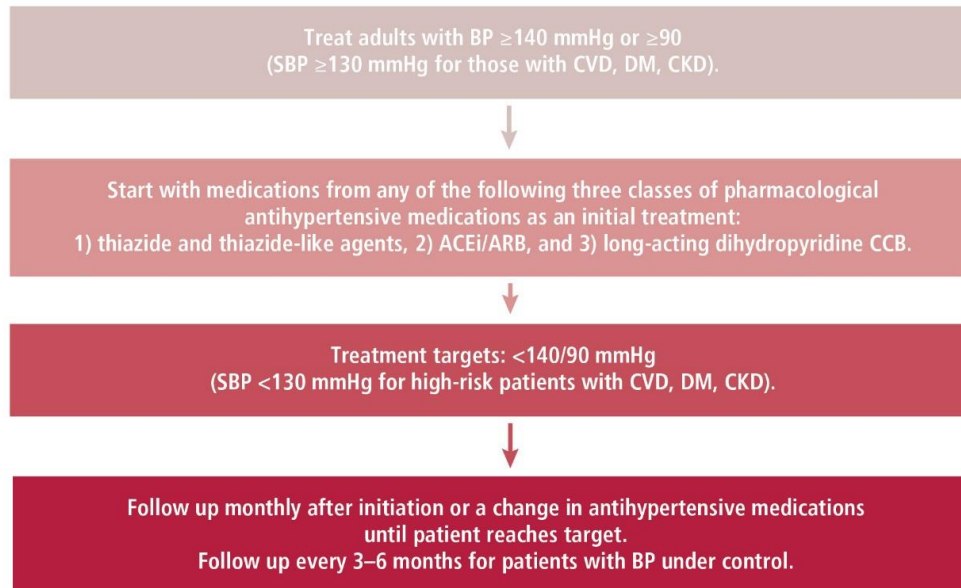 Treat adults with BP ≥140 mmHg or ≥90
(SBP ≥130 mmHg for those with CVD, DM, CKD).
Start with medications from any of the following three classes of pharmacological
antihypertensive medications as an initial treatment:
1) thiazide and thiazide-like agents, 2) ACEi/ARB, and 3) long-acting dihydropyridine CCB.
Treatment targets: <140/90 mmHg
(SBP <130 mmHg for high-risk patients with CVD, DM, CKD).
Follow up monthly after initiation or a change in antihypertensive medications
until patient reaches target.
Follow up every 3–6 months for patients with BP under control.